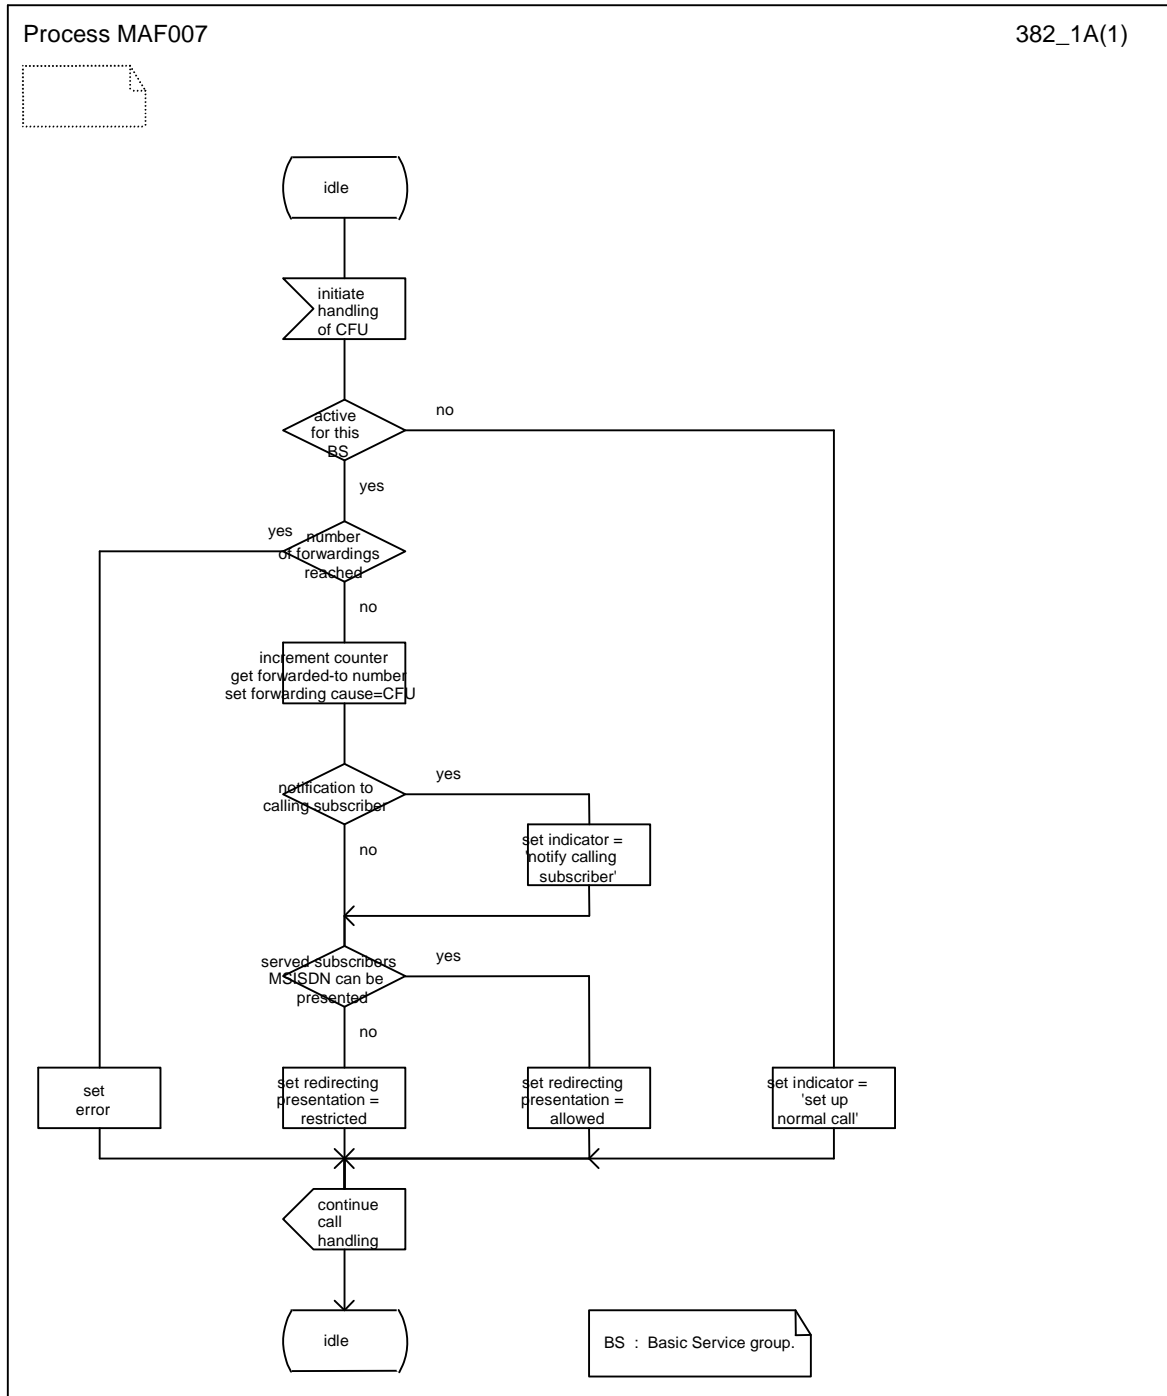 Process MAF007
382_1A(1)
idle
initiate
handling
of CFU
active
for this
BS
no
yes
yes
number
of forwardings
reached
no
increment counter
get forwarded-to number
set forwarding cause=CFU
notification to
calling subscriber
yes
no
set indicator =
'notify calling
subscriber'
served subscribers
MSISDN can be
presented
yes
no
set
error
set redirecting
presentation =
restricted
set redirecting
presentation =
allowed
set indicator =
'set up
normal call'
continue
call
handling
idle
BS : Basic Service group.